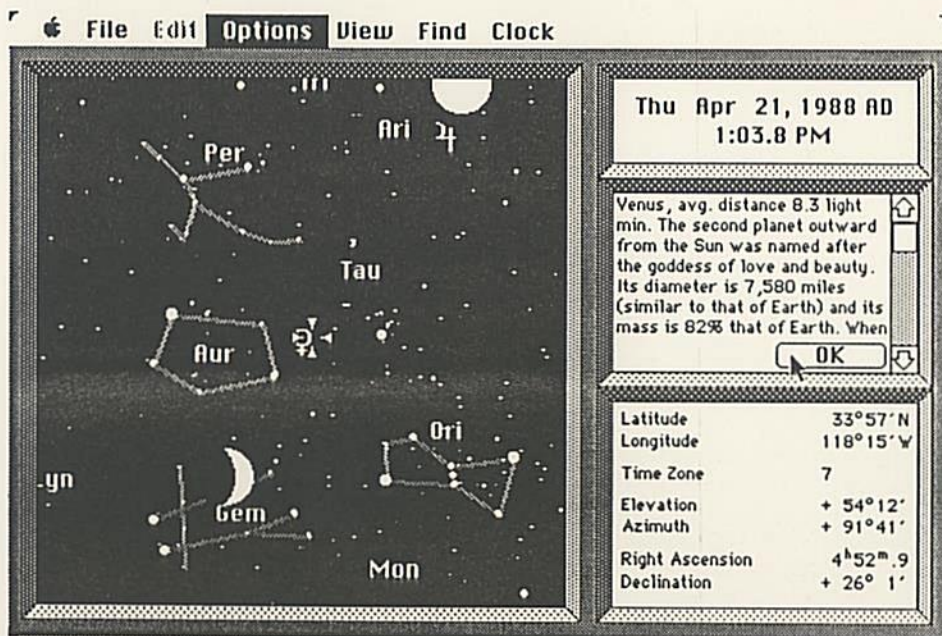 File Edit Options View Find Clock
Ari
Per
Tau
Aur
Ori
yn
Gem
Mon
Thu Apr 21, 1988 AD
1:03.8 PM
Venus, avg. distance 8.3 light
min. The second planet outward
from the Sun was named after
the goddess of love and beauty.
Its diameter is 7,580 miles
(similar to that of Earth) and its
mass is 82% that of Earth. When
OK
Latitude 33°57'N
Longitude 118°15'W
Time Zone 7
Elevation + 54°12'
Azimuth + 91°41'
Right Ascension 4ʰ52ᵐ.9
Declination + 26° 1'